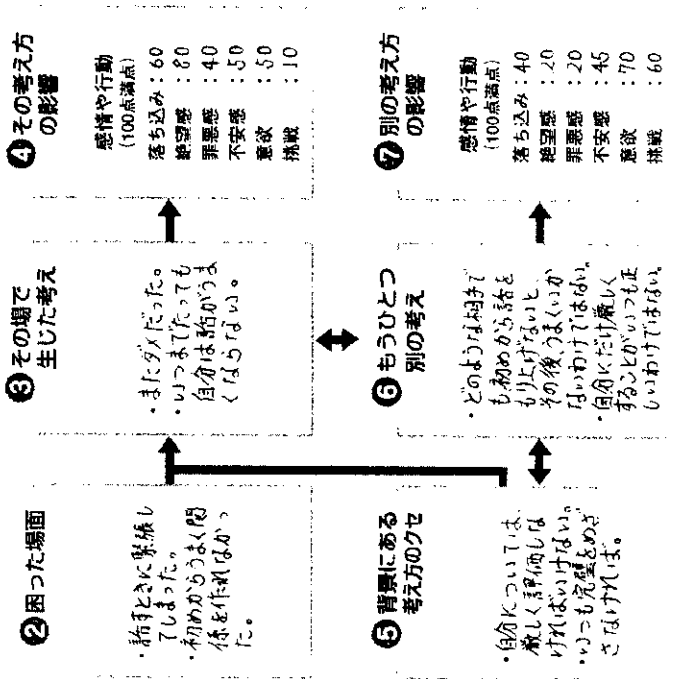 ❷困った場面
・話すときに緊張し
てしまった。
・初めからうまく関
係を作れなかっ
た。
❸その場で
生じた考え
・またダメだった。
・いつまでたっても
自分は話がうま
くならない。
❹その考え方
の影響
感情や行動
(100点満点)
落ち込み:60
絶望感:80
罪悪感:40
不安感:50
意欲:50
挑戦:10
❺背景にある
考え方のクセ
・自分については、
厳しく評価しな
ければいけない。
・いつも完璧をめざ
さなければ。
❻もうひとつ
別の考え
・どのような相手で
も初めから話を
もり上げないと、
その後、うまくいか
ないわけではない。
・自分にだけ厳しく
することがいつも正
しいわけではない。
❼別の考え方
の影響
感情や行動
(100点満点)
落ち込み:40
絶望感:20
罪悪感:20
不安感:45
意欲:70
挑戦:60